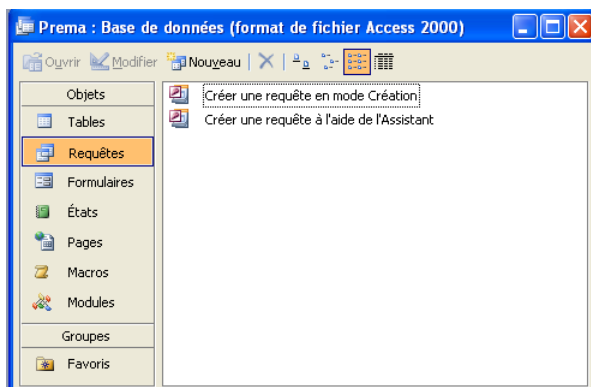 Prema : Base de données (format de fichier Access 2000)
Ouvrir Modifier Nouveau
Objets
Tables
Requêtes
Formulaires
États
Pages
Macros
Modules
Groupes
Favoris
Créer une requête en mode Création
Créer une requête à l'aide de l'Assistant